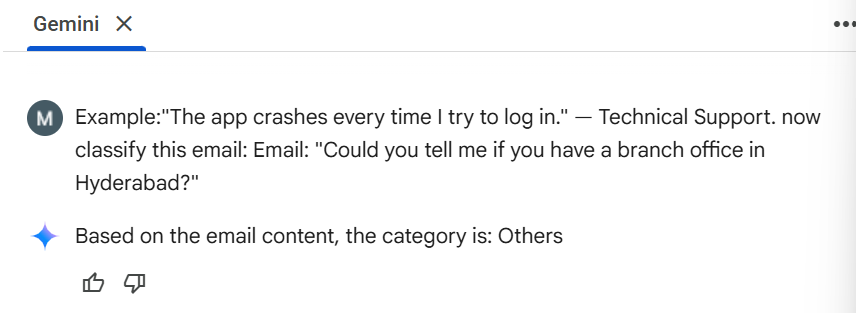 Gemini
M
Example:"The app crashes every time I try to log in." — Technical Support. now
classify this email: Email: "Could you tell me if you have a branch office in
Hyderabad?"
Based on the email content, the category is: Others